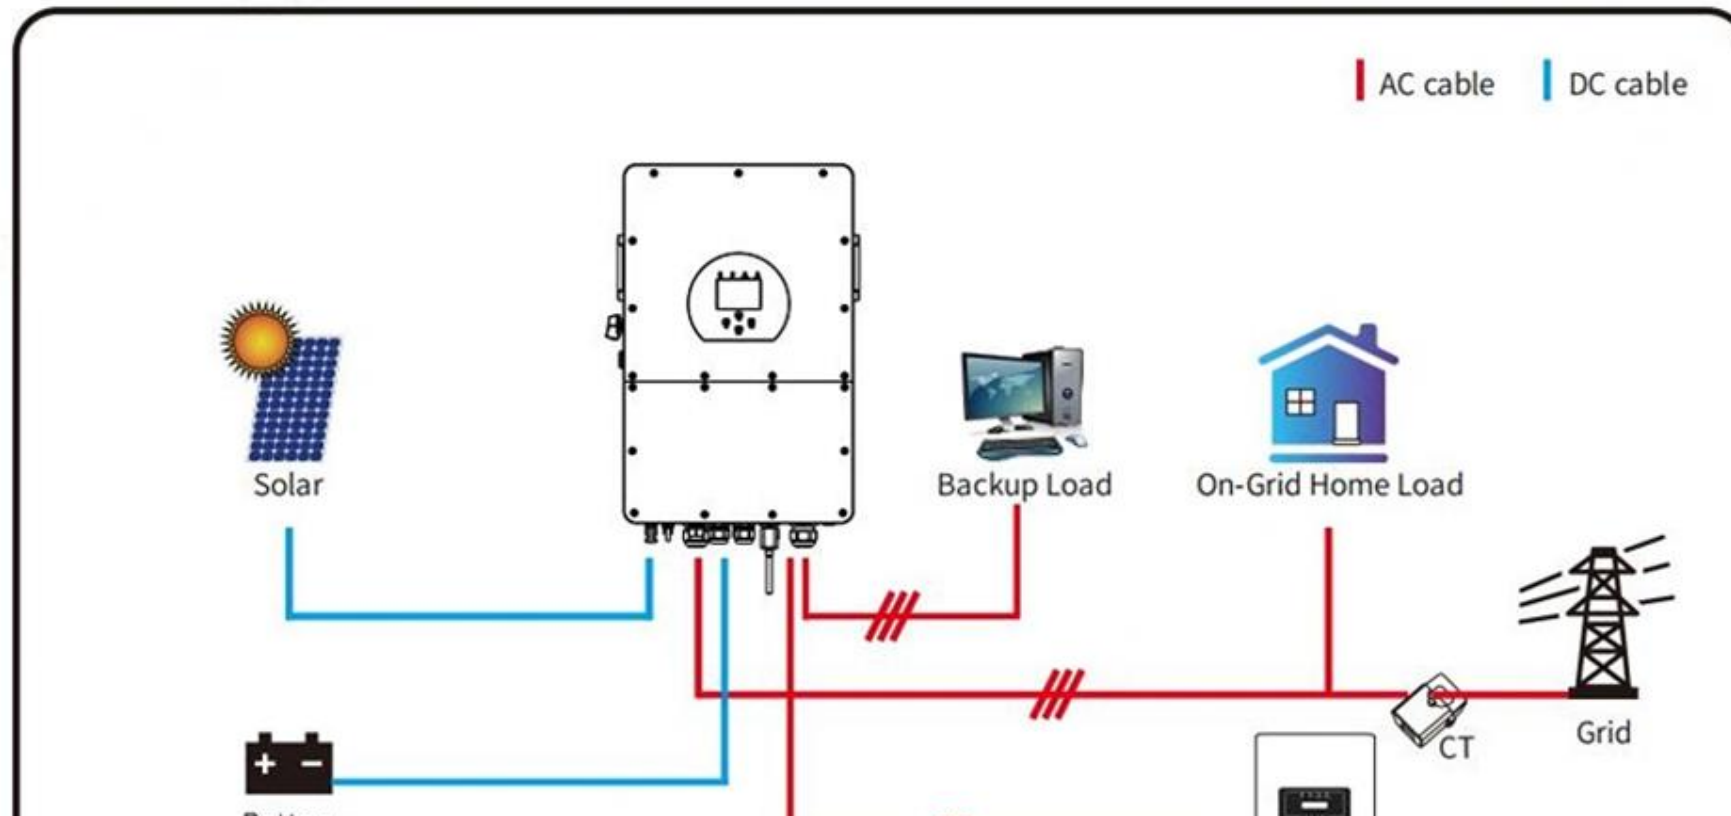 AC cable
DC cable
Solar
Backup Load
On-Grid Home Load
CT
Grid